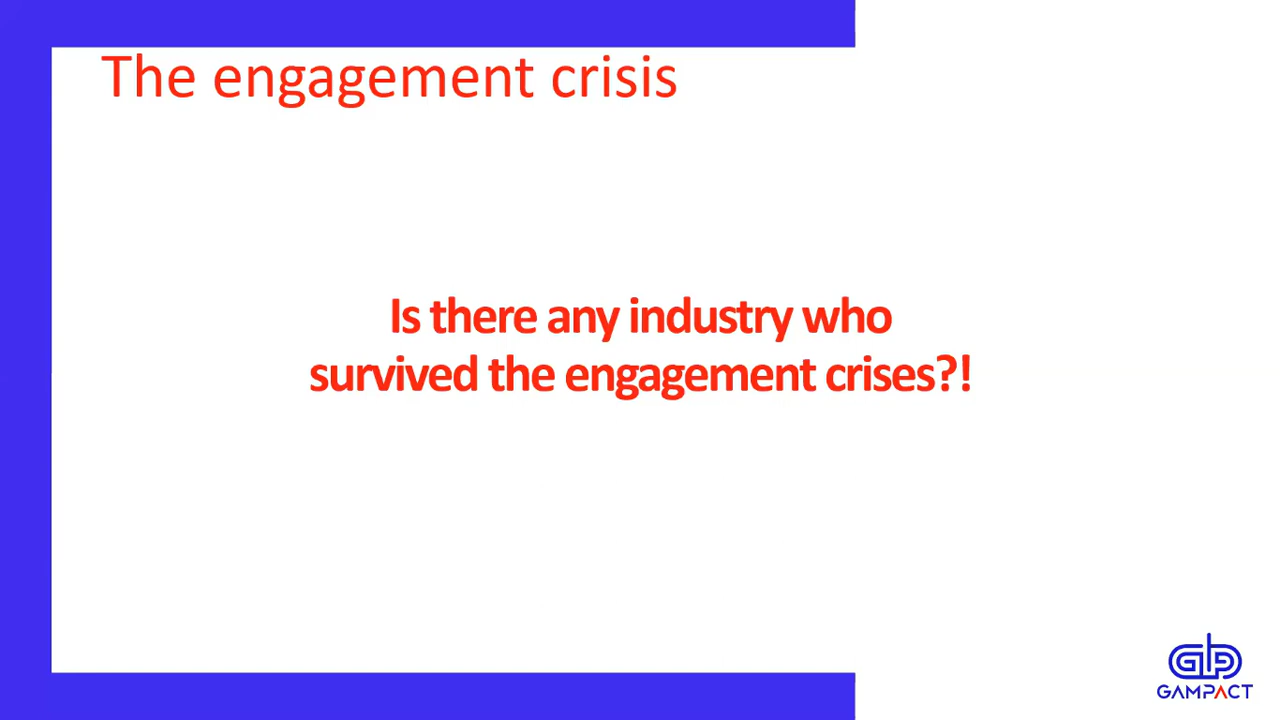 The engagement crisis
Is there any industry who
survived the engagement crises?!
GAMPACT